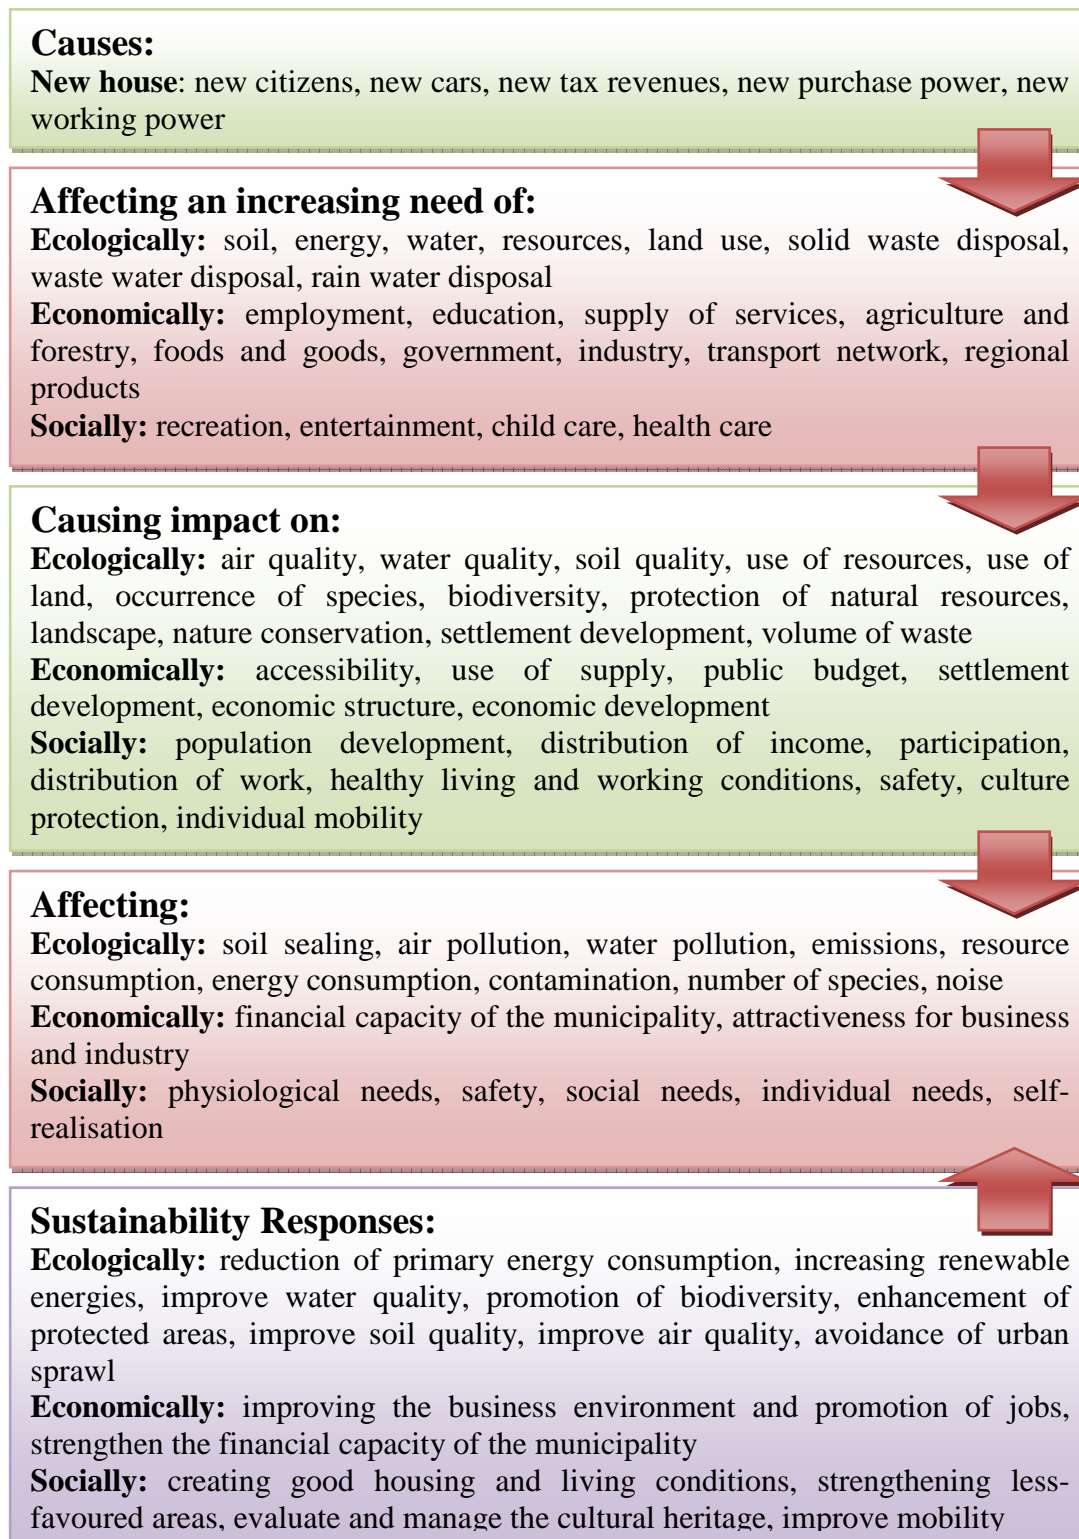 Causes:
New house: new citizens, new cars, new tax revenues, new purchase power, new
working power
Affecting an increasing need of:
Ecologically: soil, energy, water, resources, land use, solid waste disposal,
waste water disposal, rain water disposal
Economically: employment, education, supply of services, agriculture and
forestry, foods and goods, government, industry, transport network, regional
products
Socially: recreation, entertainment, child care, health care
Causing impact on:
Ecologically: air quality, water quality, soil quality, use of resources, use of
land, occurrence of species, biodiversity, protection of natural resources,
landscape, nature conservation, settlement development, volume of waste
Economically: accessibility, use of supply, public budget, settlement
development, economic structure, economic development
Socially: population development, distribution of income, participation,
distribution of work, healthy living and working conditions, safety, culture
protection, individual mobility
Affecting:
Ecologically: soil sealing, air pollution, water pollution, emissions, resource
consumption, energy consumption, contamination, number of species, noise
Economically: financial capacity of the municipality, attractiveness for business
and industry
Socially: physiological needs, safety, social needs, individual needs, self-
realisation
Sustainability Responses:
Ecologically: reduction of primary energy consumption, increasing renewable
energies, improve water quality, promotion of biodiversity, enhancement of
protected areas, improve soil quality, improve air quality, avoidance of urban
sprawl
Economically: improving the business environment and promotion of jobs,
strengthen the financial capacity of the municipality
Socially: creating good housing and living conditions, strengthening less-
favoured areas, evaluate and manage the cultural heritage, improve mobility